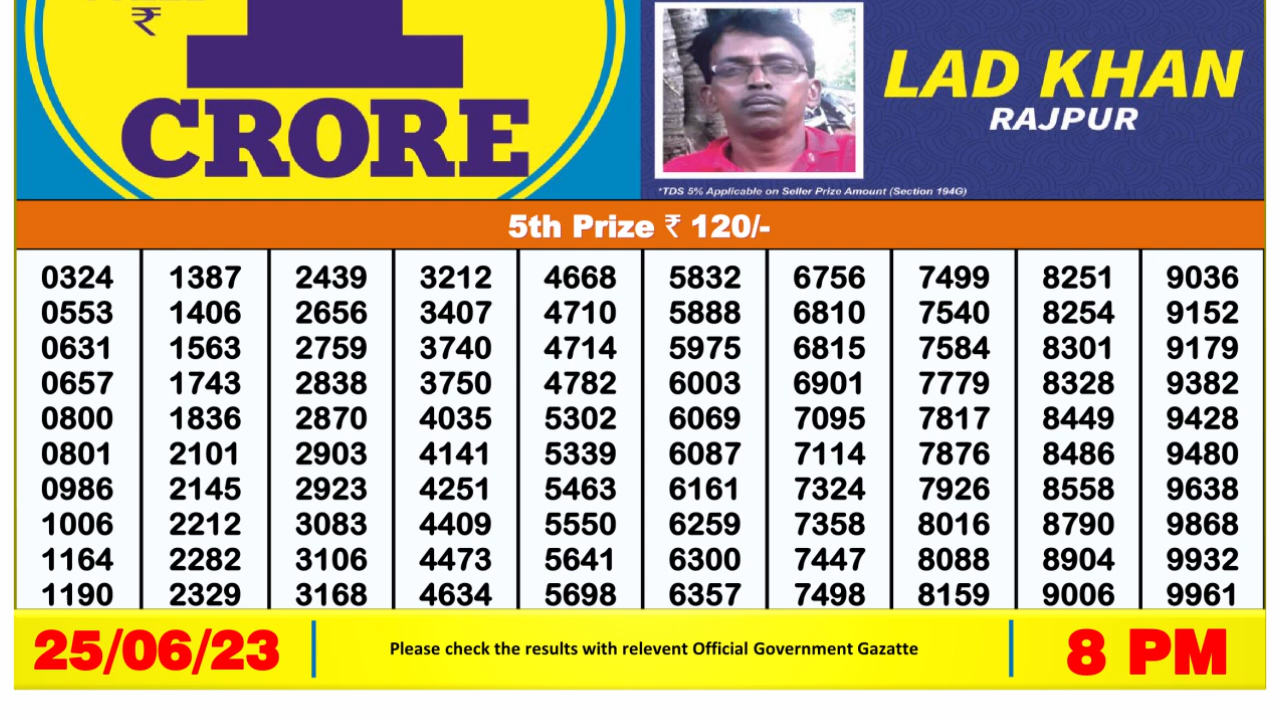 ₹
1
CRORE
LAD KHAN
RAJPUR
*TDS 5% Applicable on Seller Prize Amount (Section 194G)
5th Prize ₹ 120/-
0324 1387 2439 3212 4668 5832 6756 7499 8251 9036
0553 1406 2656 3407 4710 5888 6810 7540 8254 9152
0631 1563 2759 3740 4714 5975 6815 7584 8301 9179
0657 1743 2838 3750 4782 6003 6901 7779 8328 9382
0800 1836 2870 4035 5302 6069 7095 7817 8449 9428
0801 2101 2903 4141 5339 6087 7114 7876 8486 9480
0986 2145 2923 4251 5463 6161 7324 7926 8558 9638
1006 2212 3083 4409 5550 6259 7358 8016 8790 9868
1164 2282 3106 4473 5641 6300 7447 8088 8904 9932
1190 2329 3168 4634 5698 6357 7498 8159 9006 9961
25/06/23
Please check the results with relevent Official Government Gazatte
8 PM